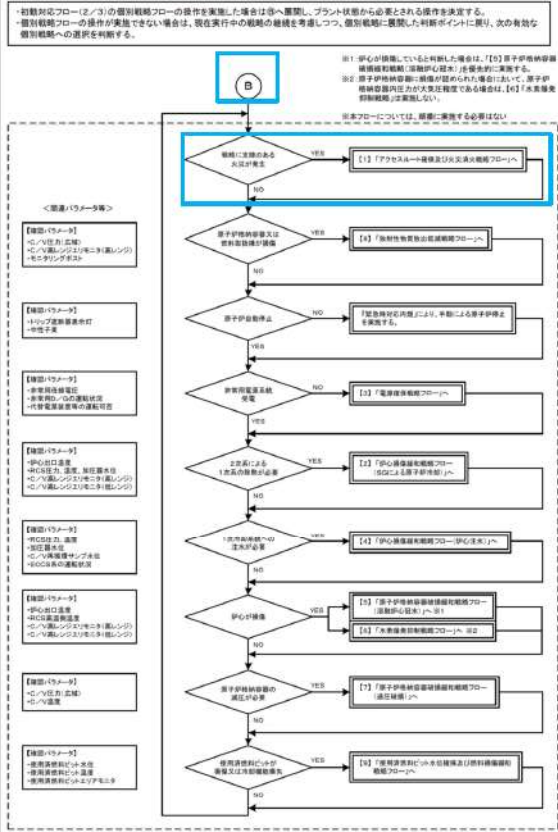 ・初動対応フロー(2/3)の個別戦略フローの操作を実施した場合は⑧へ展開し、プラント状態から必要とされる操作を決定する。
・個別戦略フローの操作が実施できない場合は、現在実行中の戦略の継続を考慮しつつ、個別戦略に展開した判断ポイントに戻り、次の有効な
個別戦略への選択を判断する。
※1:炉心が損傷していると判断した場合は、「【5】原子炉格納容器
破損緩和戦略(溶融炉心冠水)」を優先的に実施する。
※2:原子炉格納容器に損傷が認められた場合において、原子炉
格納容器内圧力が大気圧程度である場合は、【6】「水素爆発
抑制戦略」は実施しない。
※本フローについては、順番に実施する必要はない
B
戦略に支障のある
火災が発生
YES
【1】「アクセスルート確保及び火災消火戦略フロー」へ
NO
<関連パラメータ等>
【確認パラメータ】
・C/V圧力(広域)
・C/V高レンジエリアモニタ(高レンジ)
・モニタリングポスト
原子炉格納容器又は
燃料取扱棟が損傷
YES
【8】「放射性物質放出低減戦略フロー」へ
NO
【確認パラメータ】
・トリップ遮断器表示灯
・中性子束
原子炉自動停止
NO
「緊急時対応内規」により、手動による原子炉停止
を実施する。
YES
【確認パラメータ】
・非常用母線電圧
・非常用D/Gの運転状況
・代替電源装置等の運転可否
非常用電源系統
受電
NO
【3】「電源確保戦略フロー」へ
YES
【確認パラメータ】
・炉心出口温度
・RCS圧力、温度、加圧器水位
・C/V高レンジエリアモニタ(高レンジ)
・C/V高レンジエリアモニタ(低レンジ)
2次系による
1次系の除熱が必要
YES
【2】「炉心損傷緩和戦略フロー
(SGによる原子炉冷却)」へ
NO
【確認パラメータ】
・RCS圧力、温度
・加圧器水位
・C/V再循環サンプ水位
・ECCS系の運転状況
1次冷却系統への
注水が必要
YES
【4】「炉心損傷緩和戦略フロー(炉心注水)」へ
NO
【確認パラメータ】
・炉心出口温度
・RCS高温側温度
・C/V高レンジエリアモニタ(高レンジ)
・C/V高レンジエリアモニタ(低レンジ)
炉心が損傷
YES
【5】「原子炉格納容器破損緩和戦略フロー
(溶融炉心冠水)」へ ※1
【6】「水素爆発抑制戦略フロー」へ ※2
NO
【確認パラメータ】
・C/V圧力(広域)
・C/V温度
原子炉格納容器の
減圧が必要
YES
【7】「原子炉格納容器破損緩和戦略フロー
(過圧破損)」へ
NO
【確認パラメータ】
・使用済燃料ピット水位
・使用済燃料ピット温度
・使用済燃料ピットエリアモニタ
使用済燃料ピットが
損傷又は冷却機能喪失
YES
【9】「使用済燃料ピット水位確保及び燃料損傷緩和
戦略フロー」へ
NO